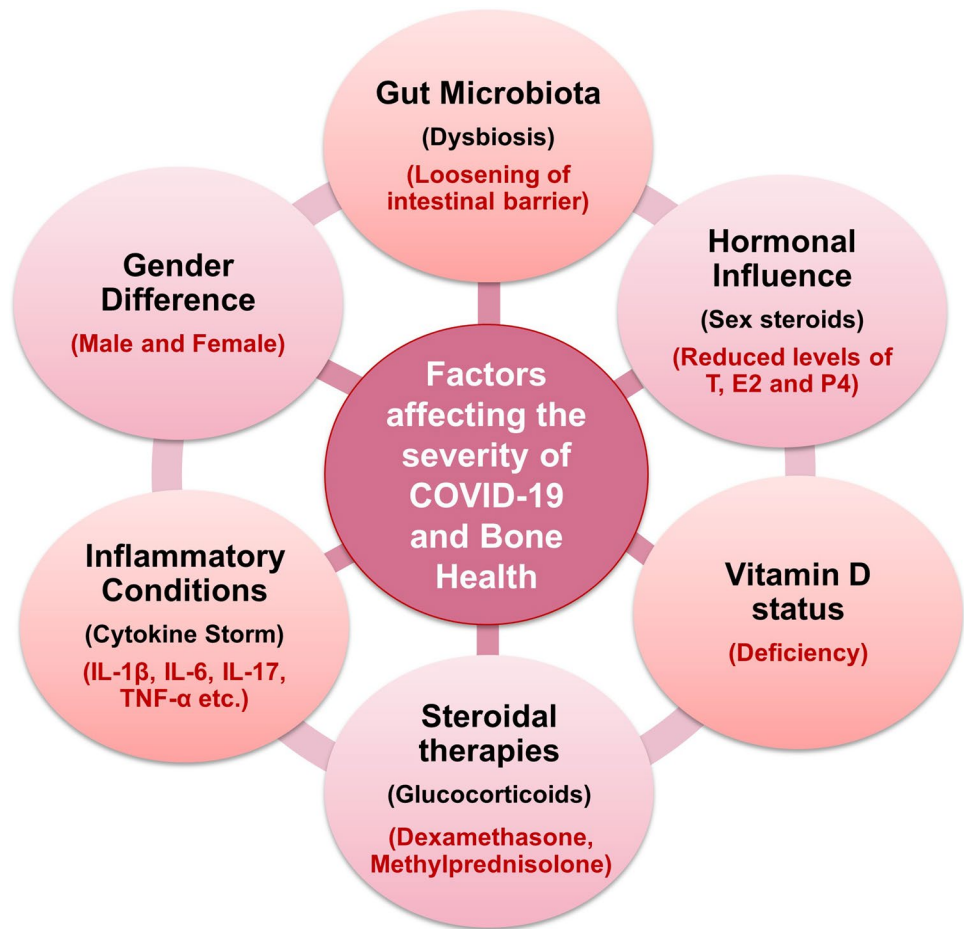 Gut Microbiota
(Dysbiosis)
(Loosening of
intestinal barrier)
Hormonal
Influence
(Sex steroids)
(Reduced levels of
T, E2 and P4)
Vitamin D
status
(Deficiency)
Steroidal
therapies
(Glucocorticoids)
(Dexamethasone,
Methylprednisolone)
Inflammatory
Conditions
(Cytokine Storm)
(IL-1β, IL-6, IL-17,
TNF-α etc.)
Gender
Difference
(Male and Female)
Factors
affecting the
severity of
COVID-19
and Bone
Health